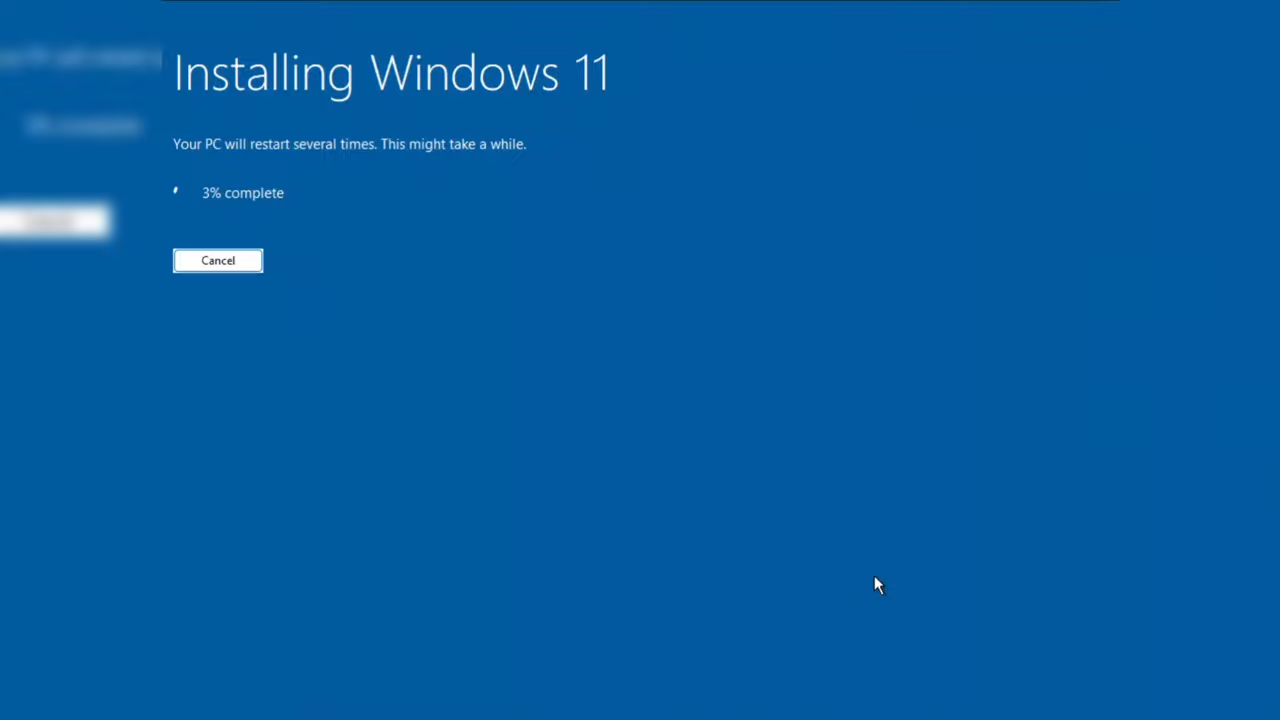 Installing Windows 11
Your PC will restart several times. This might take a while.
3% complete
Cancel